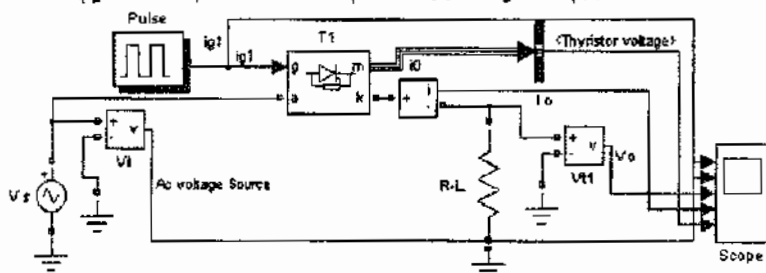 Pulse
ig1
ig1
T1
g
m
a
k
i0
<Thyristor voltage>
+
i
-
Io
+
v
-
Vi
Ac voltage Source
+
Vs
R-L
+
v
-
Vt1
Vo
Scope